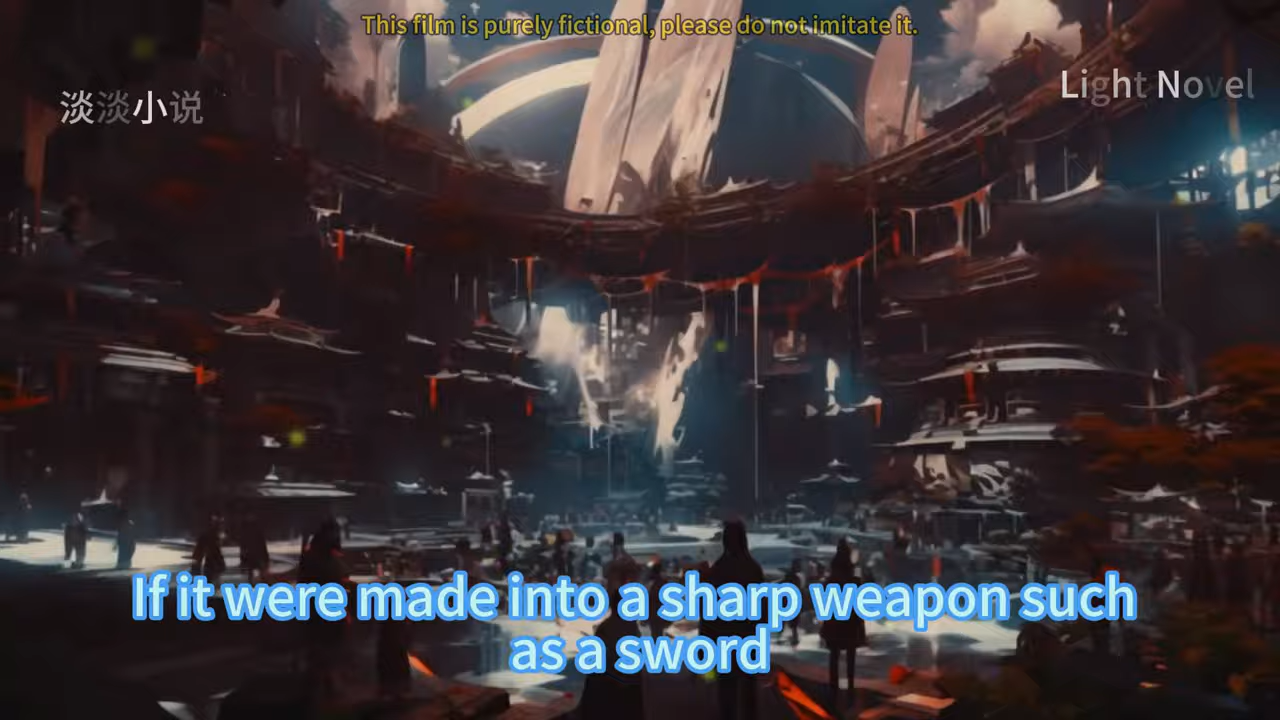 This film is purely fictional, please do not imitate it.
淡淡小说
Light Novel
If it were made into a sharp weapon such
as a sword